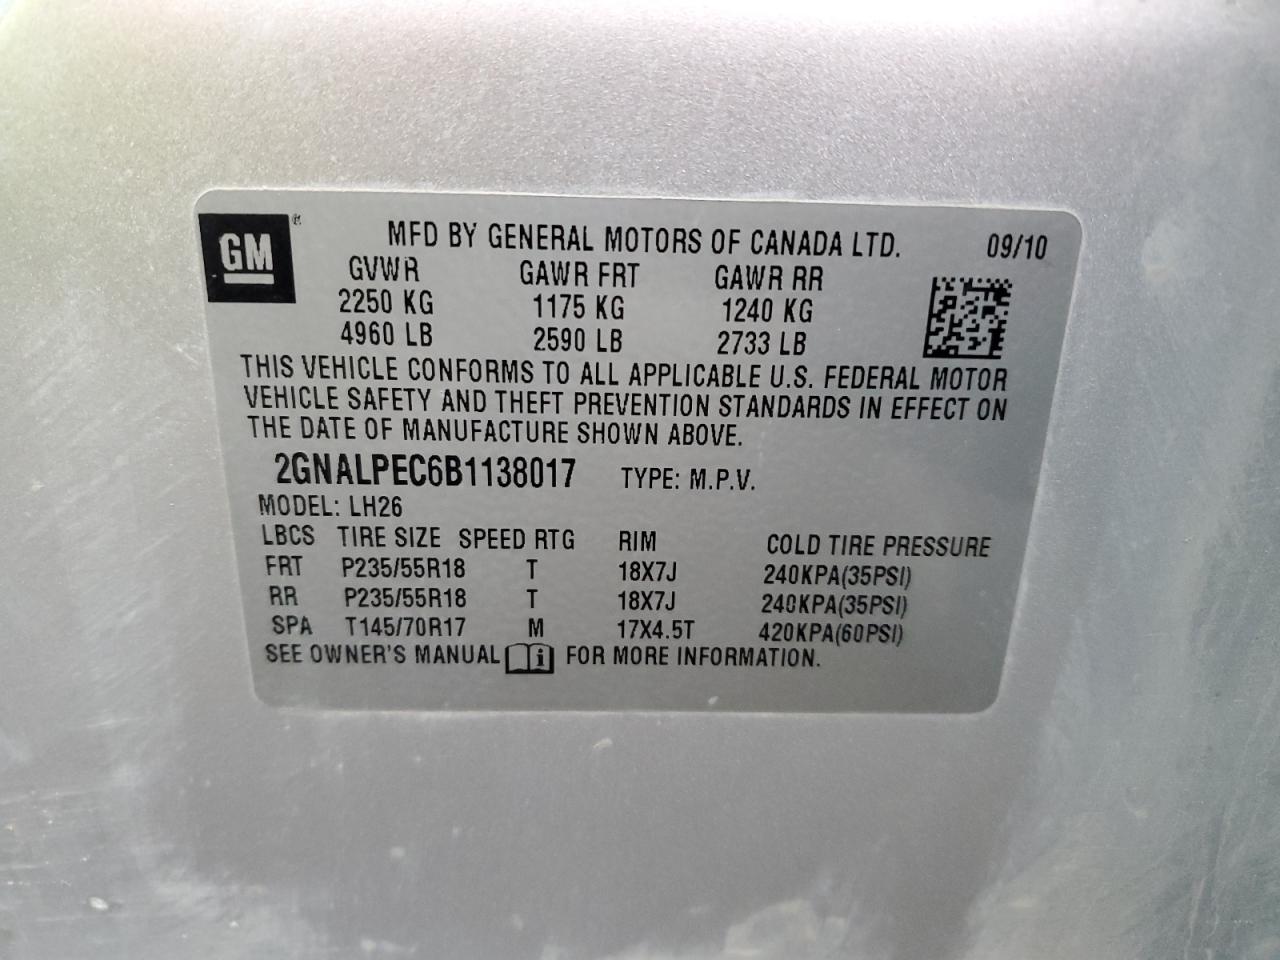 GM® MFD BY GENERAL MOTORS OF CANADA LTD. 09/10
GVWR GAWR FRT GAWR RR
2250 KG 1175 KG 1240 KG
4960 LB 2590 LB 2733 LB
THIS VEHICLE CONFORMS TO ALL APPLICABLE U.S. FEDERAL MOTOR
VEHICLE SAFETY AND THEFT PREVENTION STANDARDS IN EFFECT ON
THE DATE OF MANUFACTURE SHOWN ABOVE.
2GNALPEC6B1138017 TYPE: M.P.V.
MODEL: LH26
LBCS TIRE SIZE SPEED RTG RIM COLD TIRE PRESSURE
FRT P235/55R18 T 18X7J 240KPA(35PSI)
RR P235/55R18 T 18X7J 240KPA(35PSI)
SPA T145/70R17 M 17X4.5T 420KPA(60PSI)
SEE OWNER'S MANUAL i FOR MORE INFORMATION.